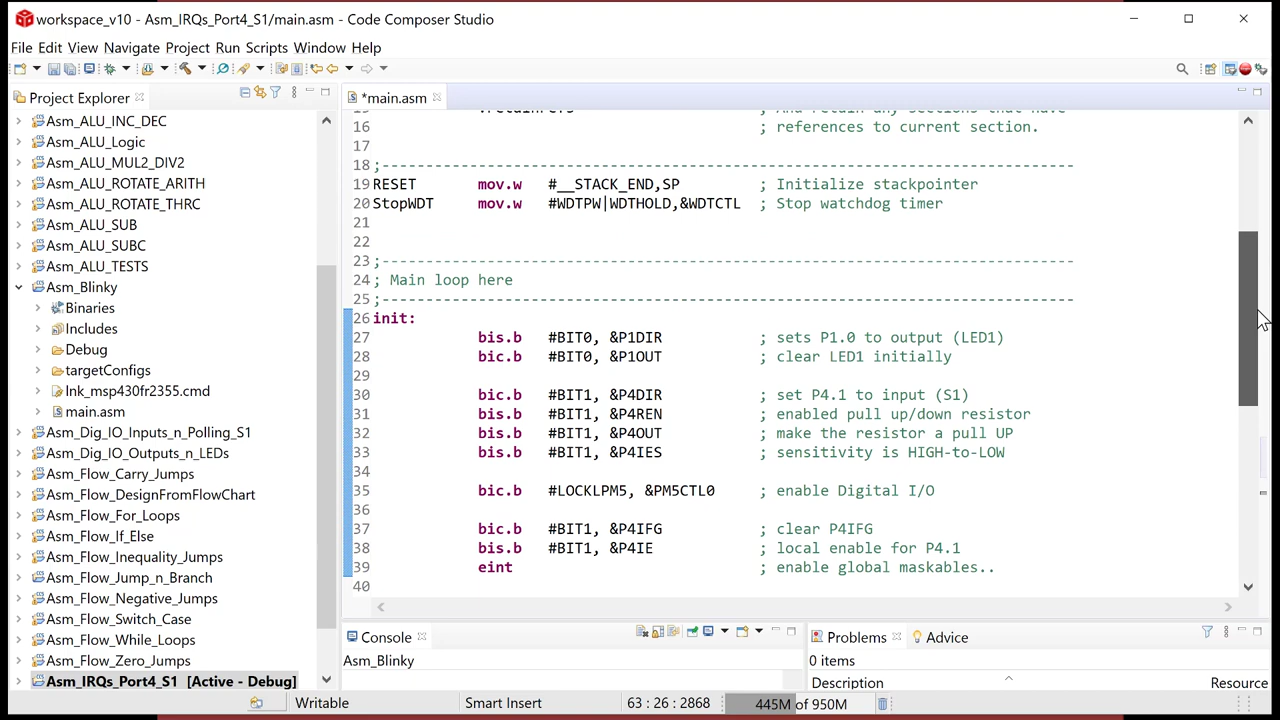 workspace_v10 - Asm_IRQs_Port4_S1/main.asm - Code Composer Studio
File Edit View Navigate Project Run Scripts Window Help
Project Explorer
*main.asm
Asm_ALU_INC_DEC
Asm_ALU_Logic
Asm_ALU_MUL2_DIV2
Asm_ALU_ROTATE_ARITH
Asm_ALU_ROTATE_THRC
Asm_ALU_SUB
Asm_ALU_SUBC
Asm_ALU_TESTS
Asm_Blinky
Binaries
Includes
Debug
targetConfigs
lnk_msp430fr2355.cmd
main.asm
Asm_Dig_IO_Inputs_n_Polling_S1
Asm_Dig_IO_Outputs_n_LEDs
Asm_Flow_Carry_Jumps
Asm_Flow_DesignFromFlowChart
Asm_Flow_For_Loops
Asm_Flow_If_Else
Asm_Flow_Inequality_Jumps
Asm_Flow_Jump_n_Branch
Asm_Flow_Negative_Jumps
Asm_Flow_Switch_Case
Asm_Flow_While_Loops
Asm_Flow_Zero_Jumps
Asm_IRQs_Port4_S1 [Active - Debug]
16 ; references to current section.
17
18 ;-------------------------------------------------------------------------------
19 RESET mov.w #__STACK_END,SP ; Initialize stackpointer
20 StopWDT mov.w #WDTPW|WDTHOLD,&WDTCTL ; Stop watchdog timer
21
22
23 ;-------------------------------------------------------------------------------
24 ; Main loop here
25 ;-------------------------------------------------------------------------------
26 init:
27 bis.b #BIT0, &P1DIR ; sets P1.0 to output (LED1)
28 bic.b #BIT0, &P1OUT ; clear LED1 initially
29
30 bic.b #BIT1, &P4DIR ; set P4.1 to input (S1)
31 bis.b #BIT1, &P4REN ; enabled pull up/down resistor
32 bis.b #BIT1, &P4OUT ; make the resistor a pull UP
33 bis.b #BIT1, &P4IES ; sensitivity is HIGH-to-LOW
34
35 bic.b #LOCKLPM5, &PM5CTL0 ; enable Digital I/O
36
37 bic.b #BIT1, &P4IFG ; clear P4IFG
38 bis.b #BIT1, &P4IE ; local enable for P4.1
39 eint ; enable global maskables..
40
Console
Asm_Blinky
Problems Advice
0 items
Description Resource
Writable Smart Insert 63 : 26 : 2868 445M of 950M